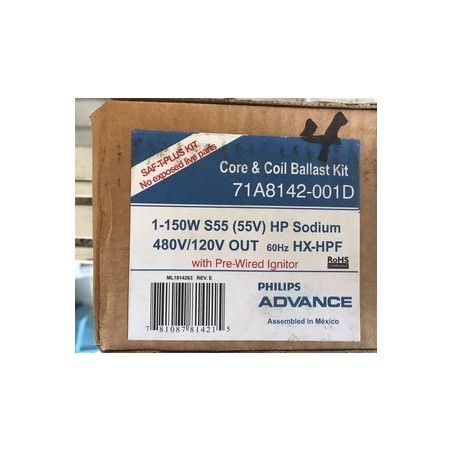 4
SAF-T-PLUS KIT
No exposed live parts
Core & Coil Ballast Kit
71A8142-001D
1-150W S55 (55V) HP Sodium
480V/120V OUT 60Hz HX-HPF
with Pre-Wired Ignitor
RoHS
ML1814263 REV. E
7 81087 81421 5
PHILIPS
ADVANCE
Assembled in México